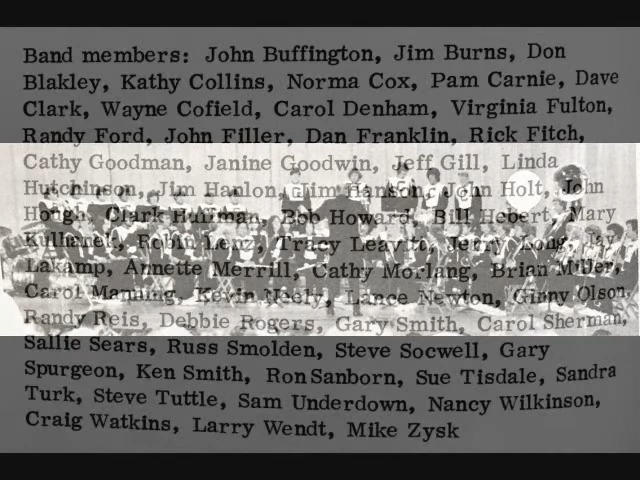 Band members: John Buffington, Jim Burns, Don
Blakley, Kathy Collins, Norma Cox, Pam Carnie, Dave
Clark, Wayne Cofield, Carol Denham, Virginia Fulton,
Randy Ford, John Filler, Dan Franklin, Rick Fitch,
Cathy Goodman, Janine Goodwin, Jeff Gill, Linda
Hutchinson, Jim Hanlon, Jim Hanson, John Holt, John
Hough, Clark Huffman, Bob Howard, Bill Hebert, Mary
Robin Lenz, Tracy Leavitt, Jerry Long, Jay
Lakamp, Annette Merrill, Cathy Morlang, Brian Miller,
Carol Manning, Kevin Neely, Lance Newton, Ginny Olson,
Randy Reis, Debbie Rogers, Gary Smith, Carol Sherman,
Sallie Sears, Russ Smolden, Steve Socwell, Gary
Spurgeon, Ken Smith, Ron Sanborn, Sue Tisdale, Sandra
Turk, Steve Tuttle, Sam Underdown, Nancy Wilkinson,
Craig Watkins, Larry Wendt, Mike Zysk